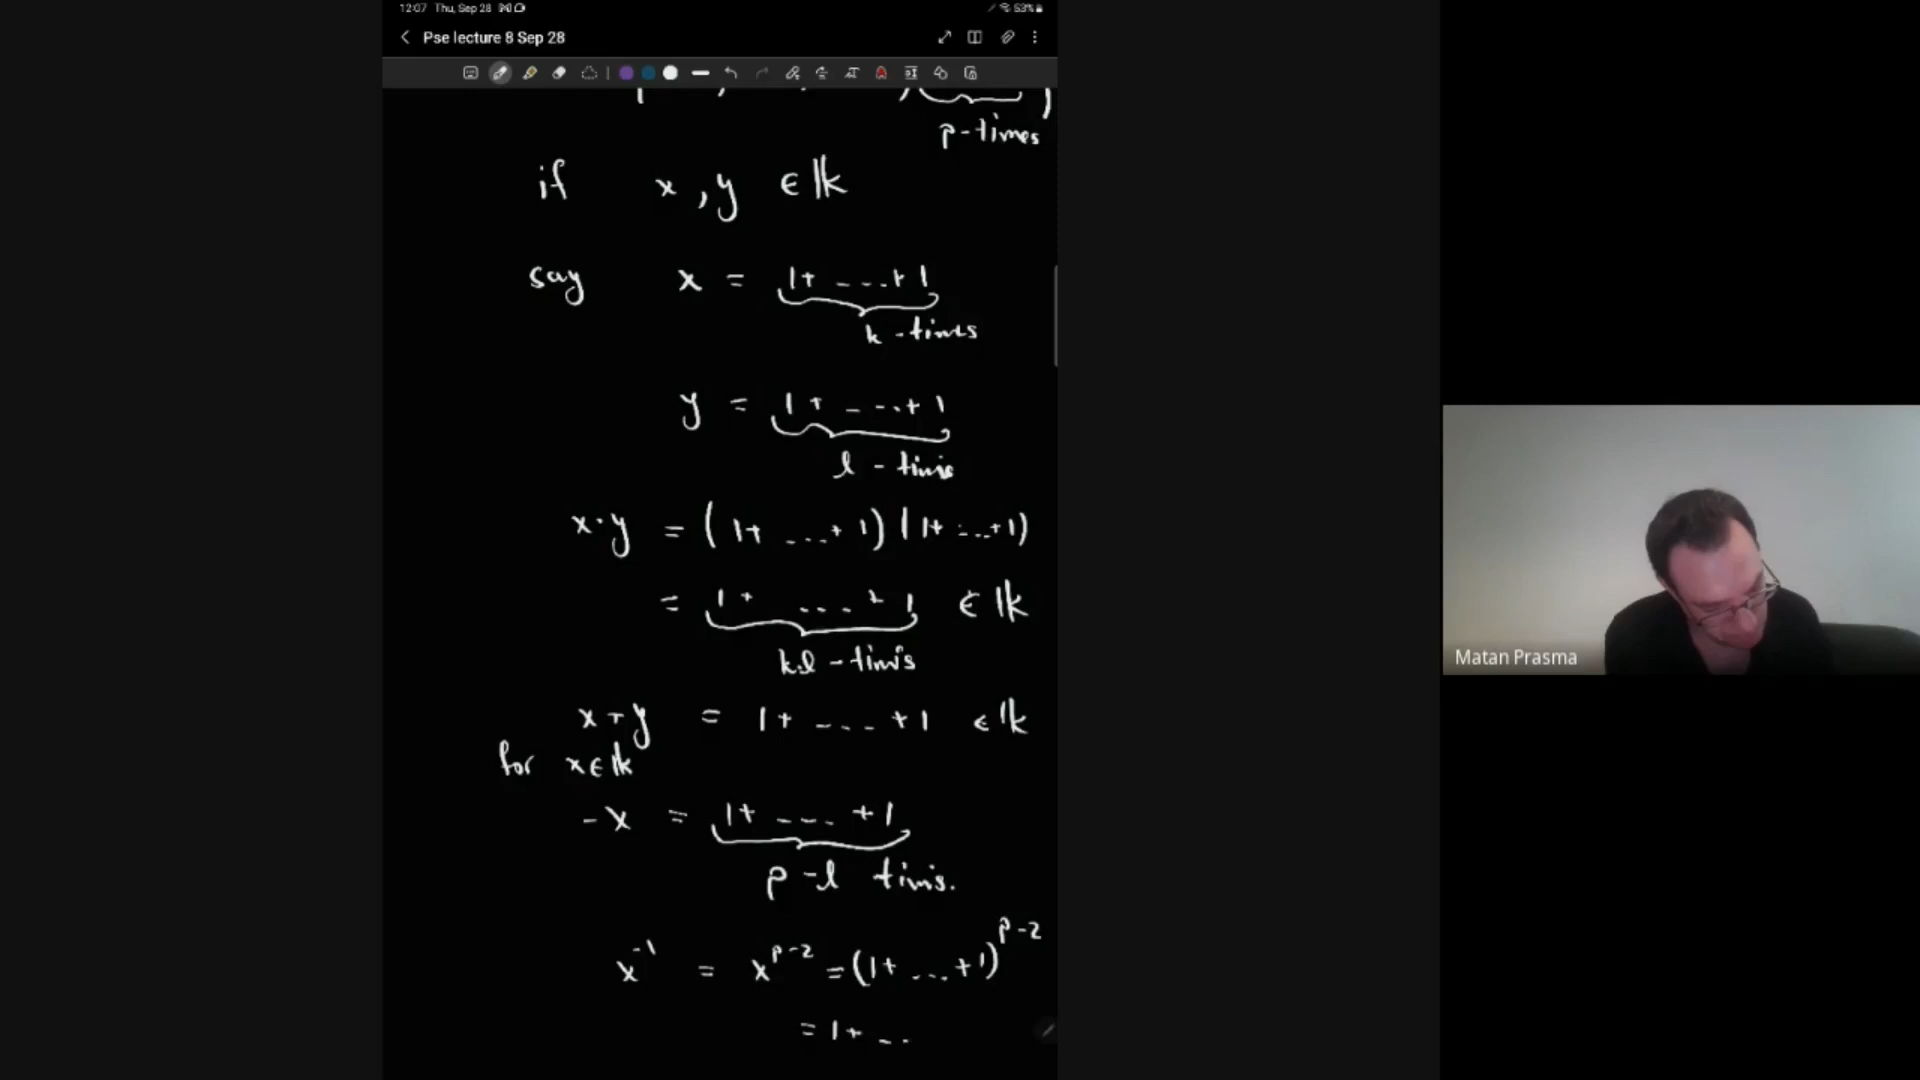 12:07 Thu, Sep 28
53%
Pse lecture 8 Sep 28
p-times
if x, y ∈ 𝕜
say x = 1+ ... + 1
k-times
y = 1 + ... + 1
l - times
x·y = (1+ ... + 1)(1+ ... + 1)
= 1 + ... + 1 ∈ 𝕜
k·l - times
x + y = 1 + ... + 1 ∈ 𝕜
for x ∈ 𝕜
-x = 1 + ... + 1
p - l times.
x⁻¹ = x^{p-2} = (1+ ... + 1)^{p-2}
= 1 + ..
Matan Prasma